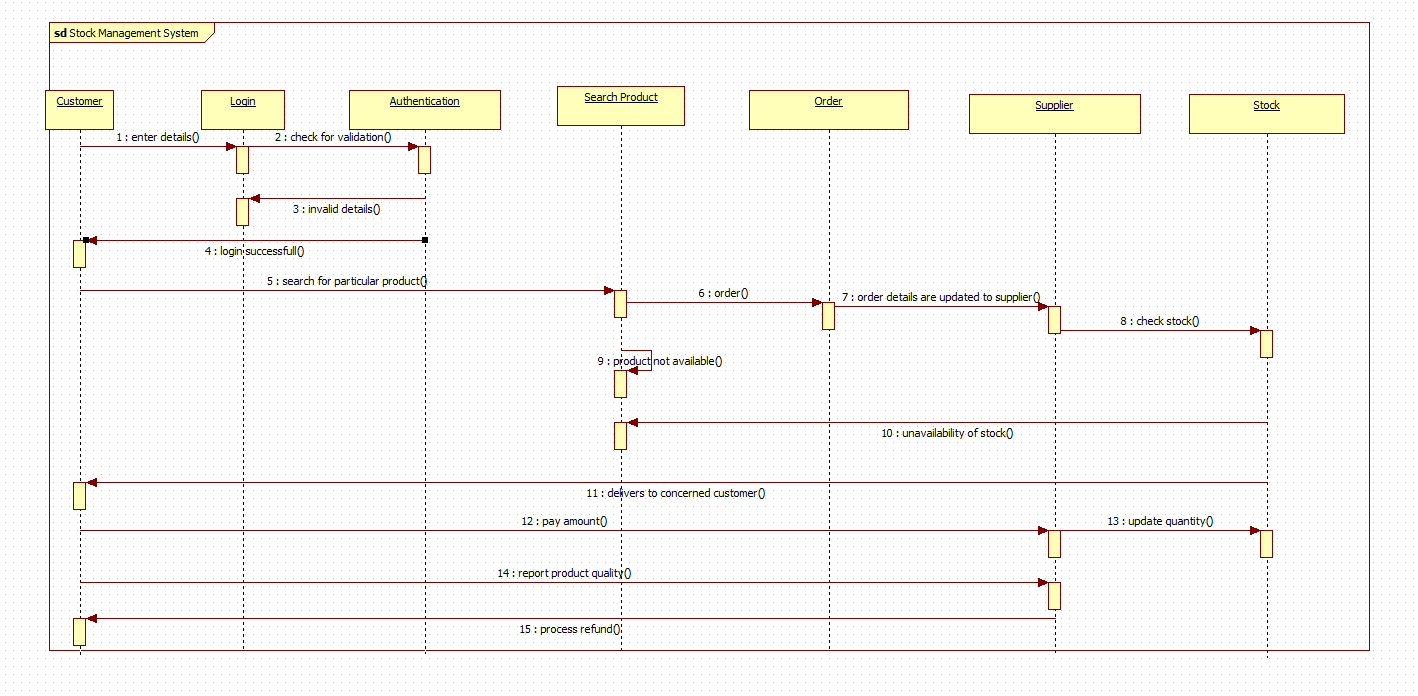 sd Stock Management System
Customer
Login
Authentication
Search Product
Order
Supplier
Stock
1 : enter details()
2 : check for validation()
3 : invalid details()
4 : login successfull()
5 : search for particular product()
6 : order()
7 : order details are updated to supplier()
8 : check stock()
9 : product not available()
10 : unavailability of stock()
11 : delivers to concerned customer()
12 : pay amount()
13 : update quantity()
14 : report product quality()
15 : process refund()